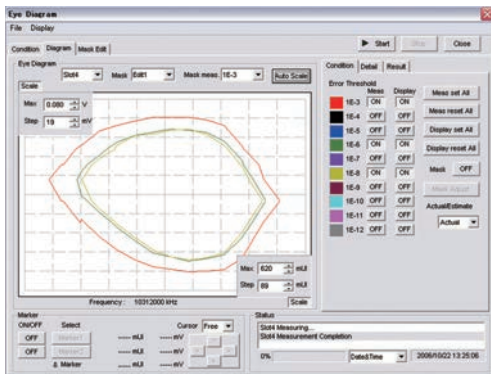 Eye Diagram
File Display
Start Stop Close
Condition Diagram Mask Edit
Eye Diagram
Slot4 Mask Edit1 Mask meas. 1E-3 Auto Scale
Scale
Max 0.080 V
Step 19 mV
Max 620 mUI
Step 89 mUI
Frequency : 10312000 kHz
Scale
Condition Detail Result
Error Threshold
Meas Display
1E-3 ON ON
1E-4 OFF OFF
1E-5 OFF OFF
1E-6 ON ON
1E-7 OFF OFF
1E-8 ON ON
1E-9 OFF OFF
1E-10 OFF OFF
1E-11 OFF OFF
1E-12 OFF OFF
Meas set All
Meas reset All
Display set All
Display reset All
Mask OFF
Mask Adjust
Actual/Estimate
Actual
Marker
ON/OFF Select Cursor Free
OFF Marker1 ---- mUI ---- mV
OFF Marker2 ---- mUI ---- mV
Δ Marker ---- mUI ---- mV
Status
Slot4 Measuring...
Slot4 Measurement Completion
0% Date&Time 2006/10/22 13:25:06